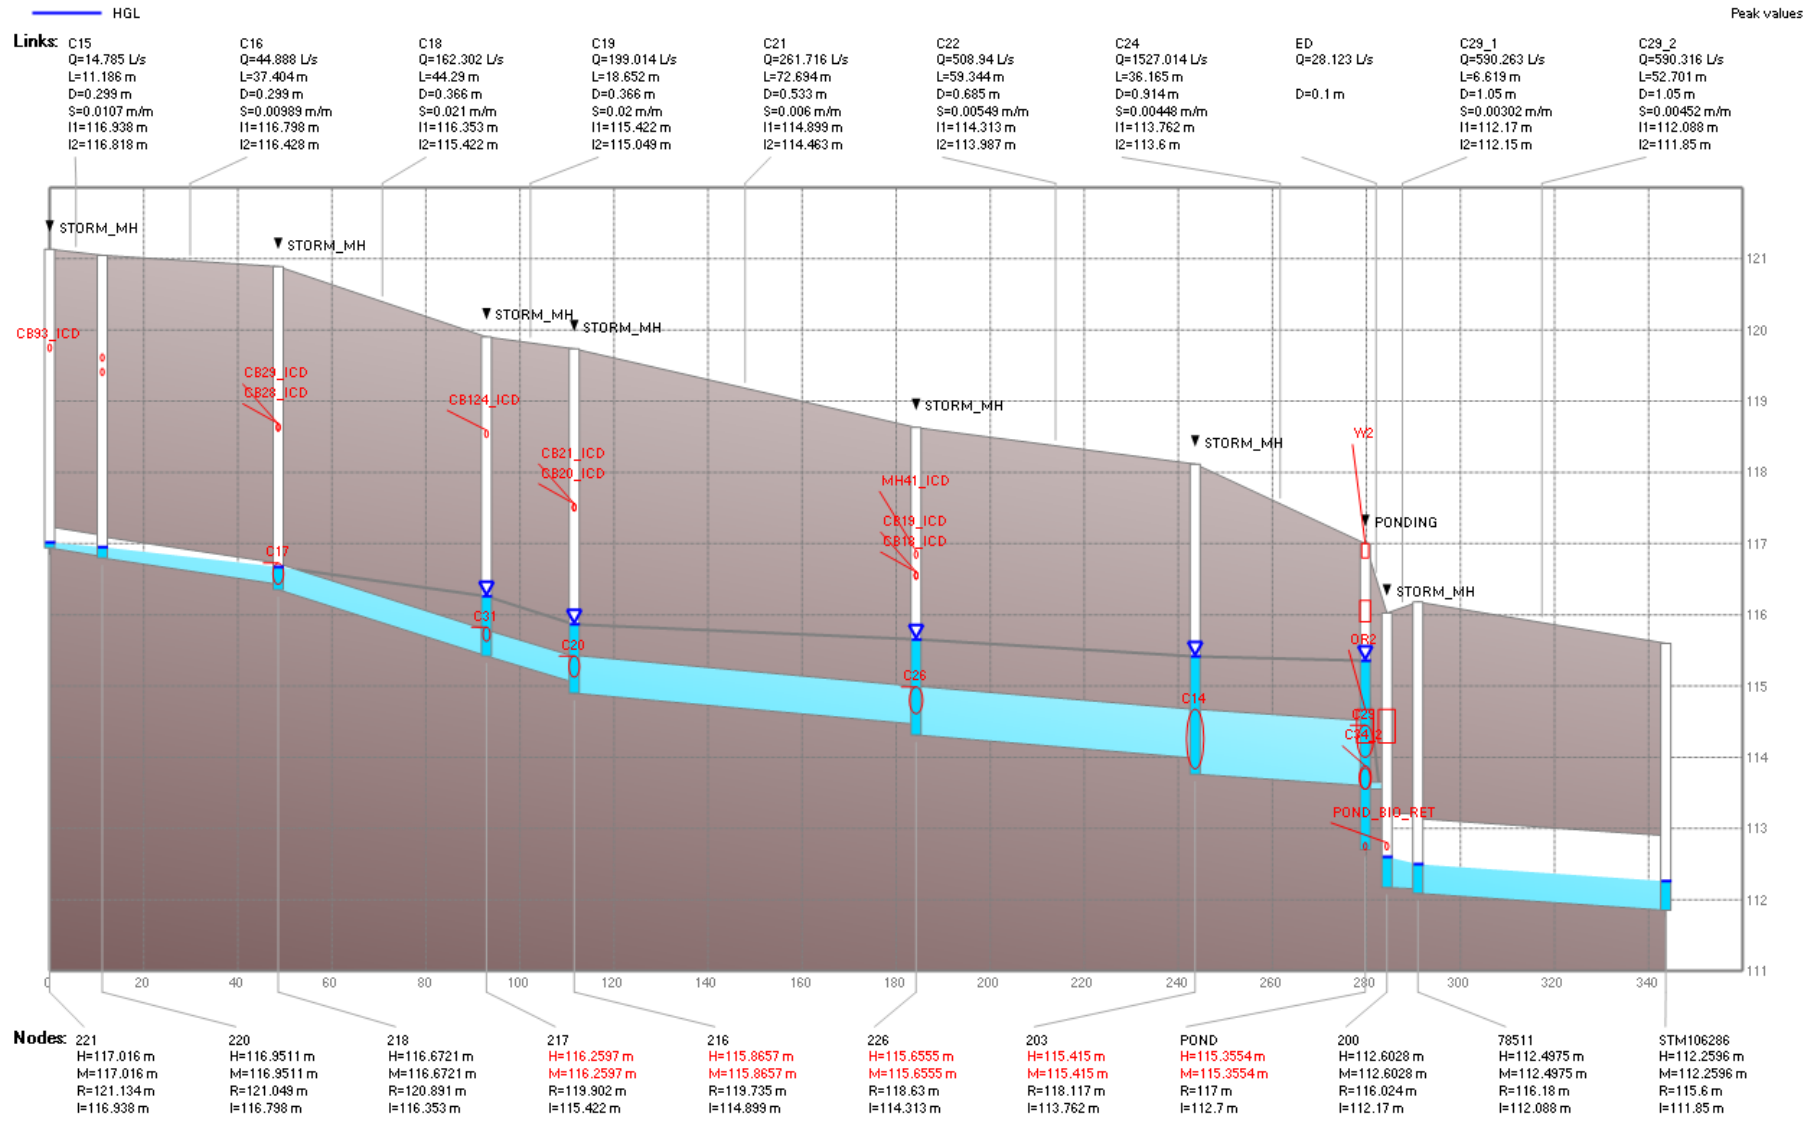 HGL
Peak values
Links:
C15
Q=14.785 L/s
L=11.186 m
D=0.299 m
S=0.0107 m/m
I1=116.938 m
I2=116.818 m
C16
Q=44.888 L/s
L=37.404 m
D=0.299 m
S=0.00989 m/m
I1=116.798 m
I2=116.428 m
C18
Q=162.302 L/s
L=44.29 m
D=0.366 m
S=0.021 m/m
I1=116.353 m
I2=115.422 m
C19
Q=199.014 L/s
L=18.652 m
D=0.366 m
S=0.02 m/m
I1=115.422 m
I2=115.049 m
C21
Q=261.716 L/s
L=72.694 m
D=0.533 m
S=0.006 m/m
I1=114.899 m
I2=114.463 m
C22
Q=508.94 L/s
L=59.344 m
D=0.685 m
S=0.00549 m/m
I1=114.313 m
I2=113.987 m
C24
Q=1527.014 L/s
L=36.165 m
D=0.914 m
S=0.00448 m/m
I1=113.762 m
I2=113.6 m
ED
Q=28.123 L/s
D=0.1 m
C29_1
Q=590.263 L/s
L=6.619 m
D=1.05 m
S=0.00302 m/m
I1=112.17 m
I2=112.15 m
C29_2
Q=590.316 L/s
L=52.701 m
D=1.05 m
S=0.00452 m/m
I1=112.088 m
I2=111.85 m
STORM_MH
STORM_MH
STORM_MH
STORM_MH
STORM_MH
STORM_MH
PONDING
STORM_MH
CB93_ICD
CB29_ICD
CB28_ICD
C17
CB124_ICD
C31
CB21_ICD
CB20_ICD
C20
MH41_ICD
CB19_ICD
CB18_ICD
C26
C14
W2
OR2
C29
C34_2
POND_BIO_RET
121
120
119
118
117
116
115
114
113
112
111
0
20
40
60
80
100
120
140
160
180
200
220
240
260
280
300
320
340
Nodes:
221
H=117.016 m
M=117.016 m
R=121.134 m
I=116.938 m
220
H=116.9511 m
M=116.9511 m
R=121.049 m
I=116.798 m
218
H=116.6721 m
M=116.6721 m
R=120.891 m
I=116.353 m
217
H=116.2597 m
M=116.2597 m
R=119.902 m
I=115.422 m
216
H=115.8657 m
M=115.8657 m
R=119.735 m
I=114.899 m
226
H=115.6555 m
M=115.6555 m
R=118.63 m
I=114.313 m
203
H=115.415 m
M=115.415 m
R=118.117 m
I=113.762 m
POND
H=115.3554 m
M=115.3554 m
R=117 m
I=112.7 m
200
H=112.6028 m
M=112.6028 m
R=116.024 m
I=112.17 m
78511
H=112.4975 m
M=112.4975 m
R=116.18 m
I=112.088 m
STM106286
H=112.2596 m
M=112.2596 m
R=115.6 m
I=111.85 m